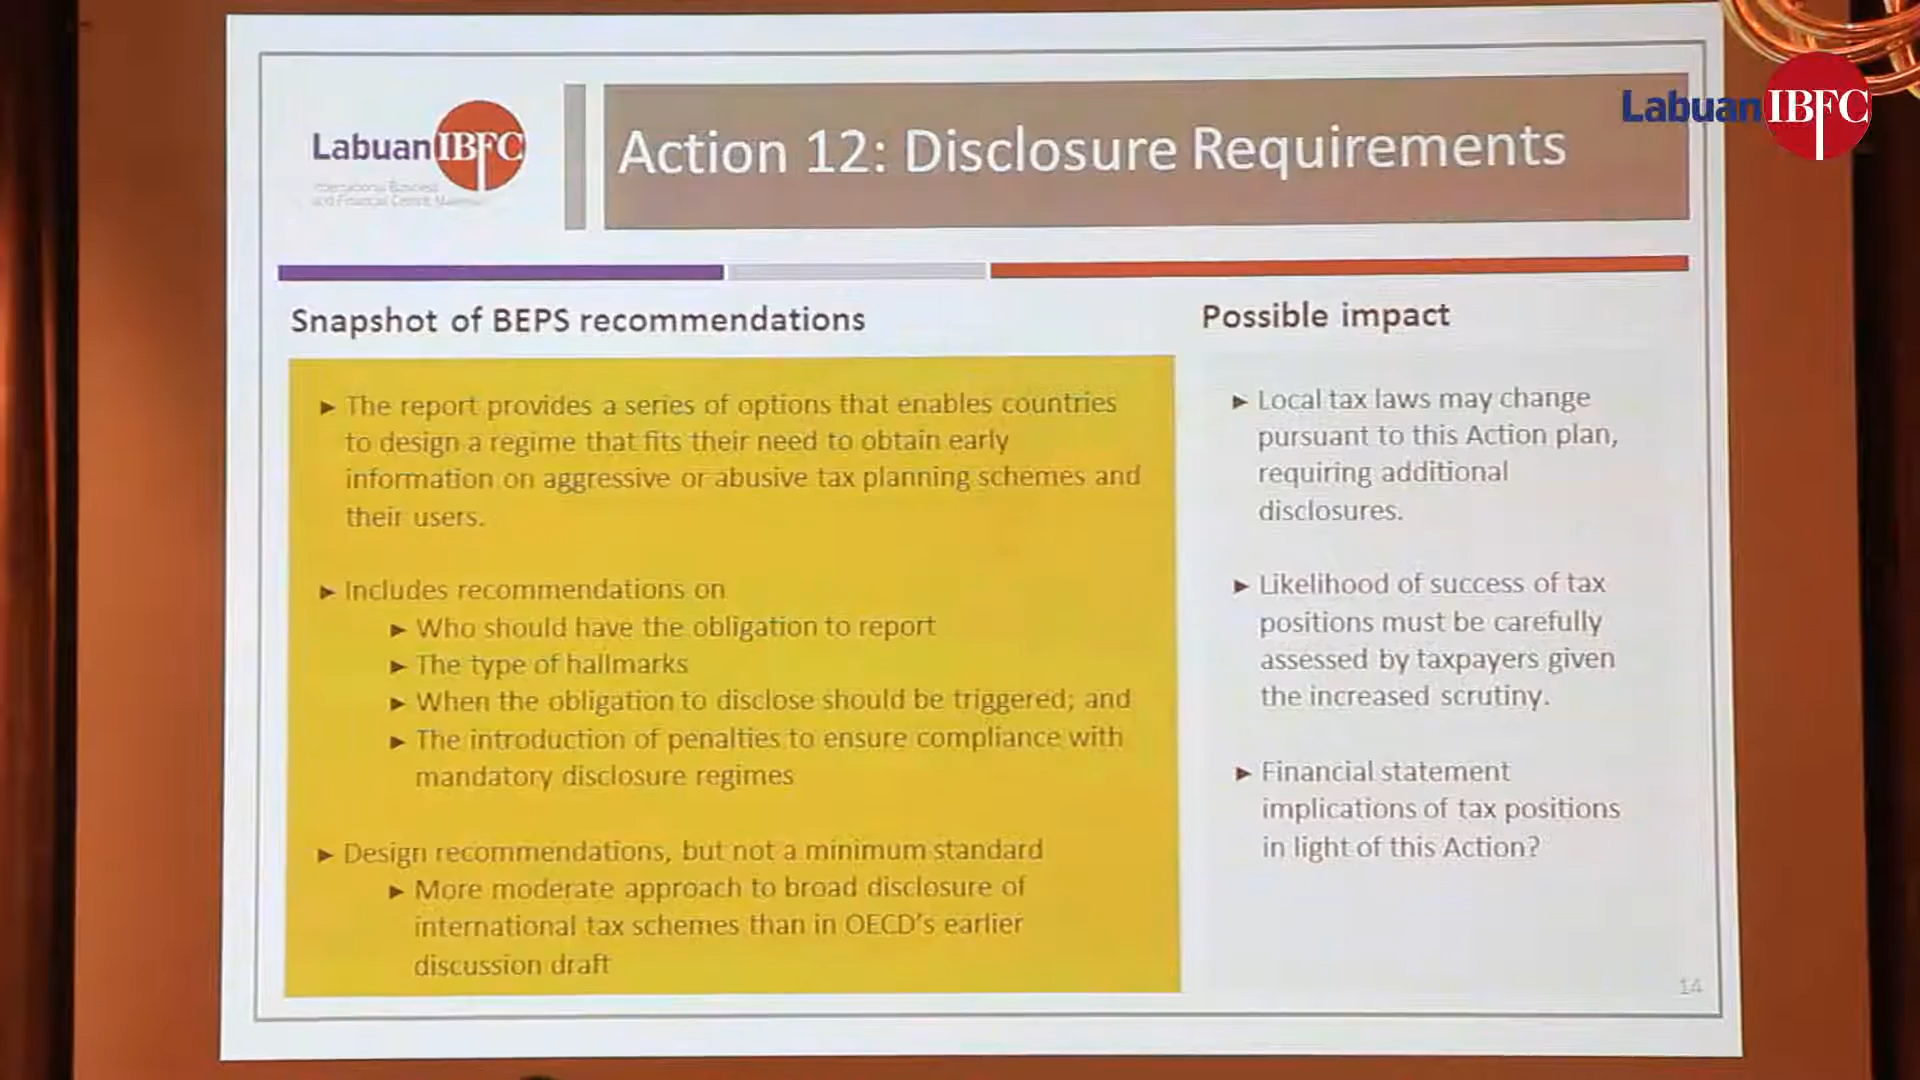 Labuan IBFC
Labuan IBFC
International Business
and Financial Centre, Malaysia
Action 12: Disclosure Requirements
Snapshot of BEPS recommendations
► The report provides a series of options that enables countries
to design a regime that fits their need to obtain early
information on aggressive or abusive tax planning schemes and
their users.
► Includes recommendations on
► Who should have the obligation to report
► The type of hallmarks
► When the obligation to disclose should be triggered; and
► The introduction of penalties to ensure compliance with
mandatory disclosure regimes
► Design recommendations, but not a minimum standard
► More moderate approach to broad disclosure of
international tax schemes than in OECD's earlier
discussion draft
Possible impact
► Local tax laws may change
pursuant to this Action plan,
requiring additional
disclosures.
► Likelihood of success of tax
positions must be carefully
assessed by taxpayers given
the increased scrutiny.
► Financial statement
implications of tax positions
in light of this Action?
14